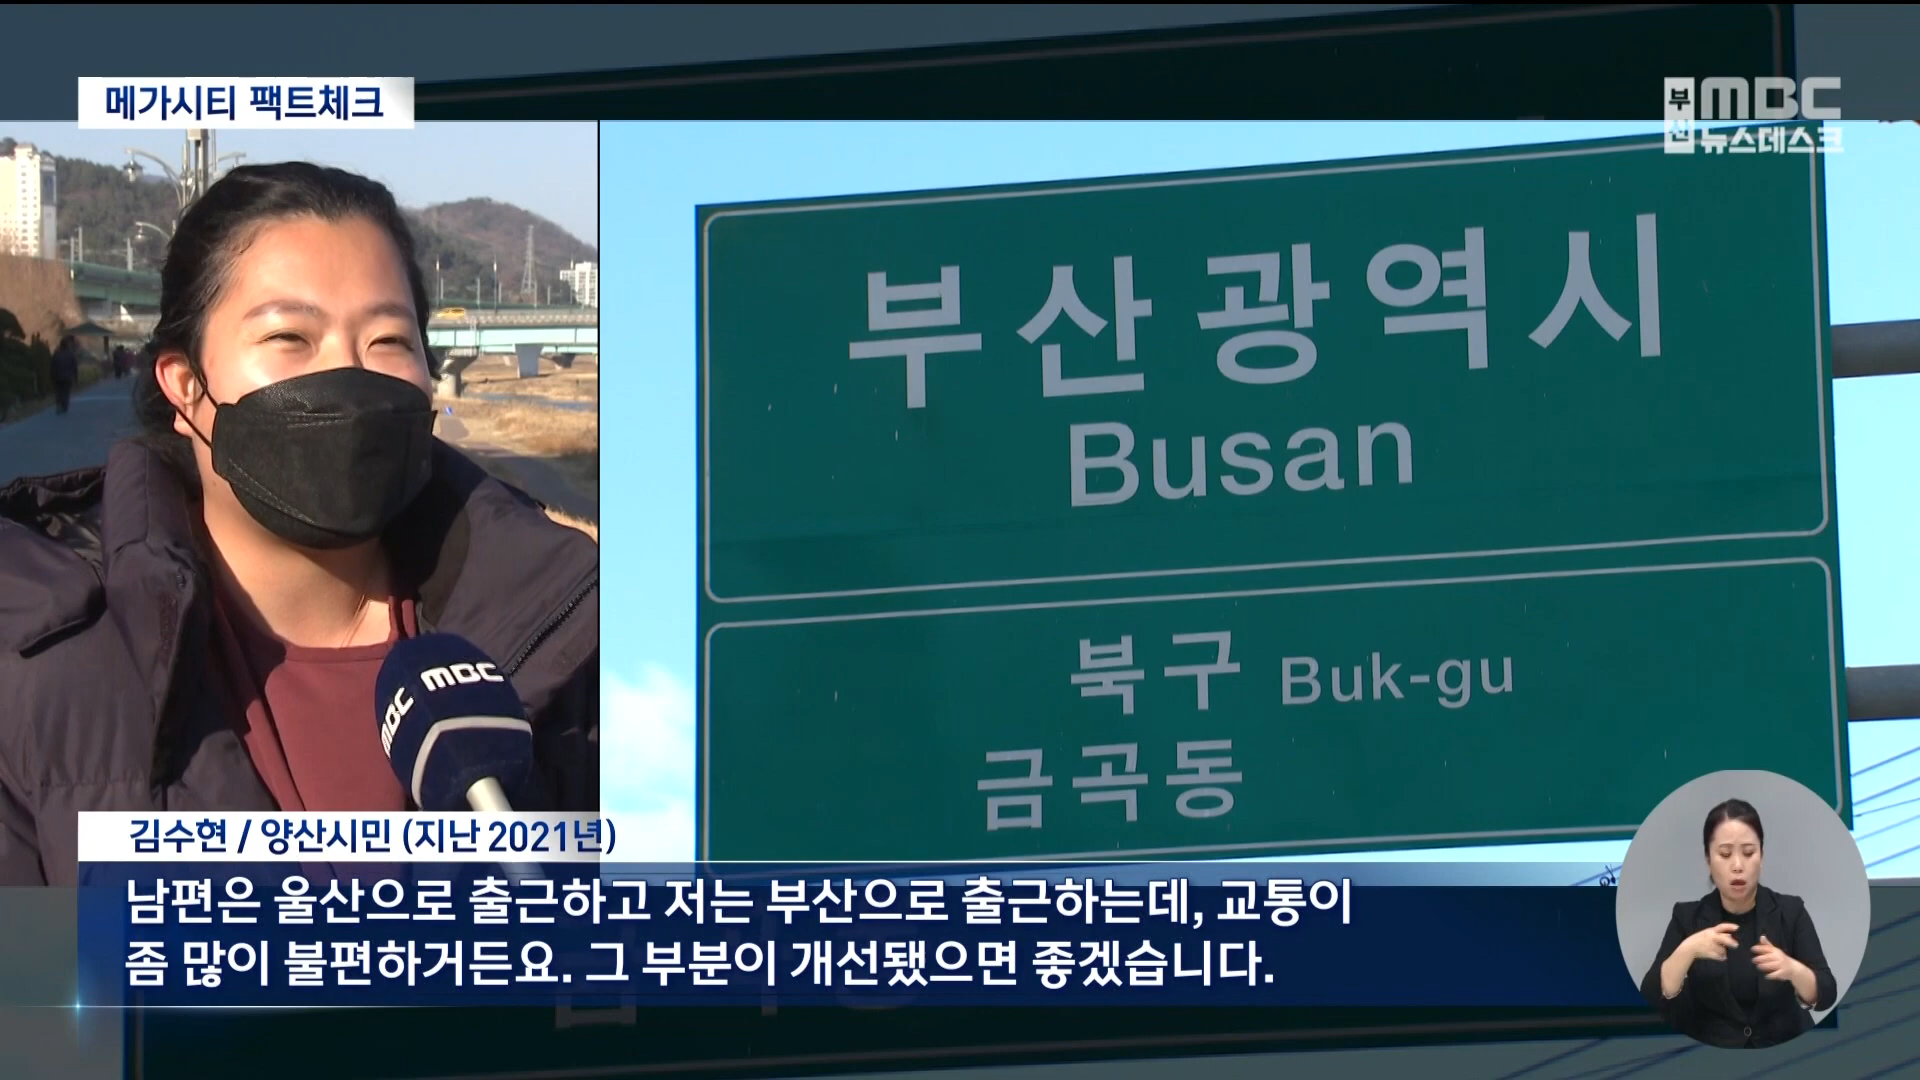 메가시티 팩트체크
부산 MBC
뉴스데스크
부산광역시
Busan
북구 Buk-gu
금곡동
MBC
MBC
김수현 / 양산시민 (지난 2021년)
남편은 울산으로 출근하고 저는 부산으로 출근하는데, 교통이
좀 많이 불편하거든요. 그 부분이 개선됐으면 좋겠습니다.